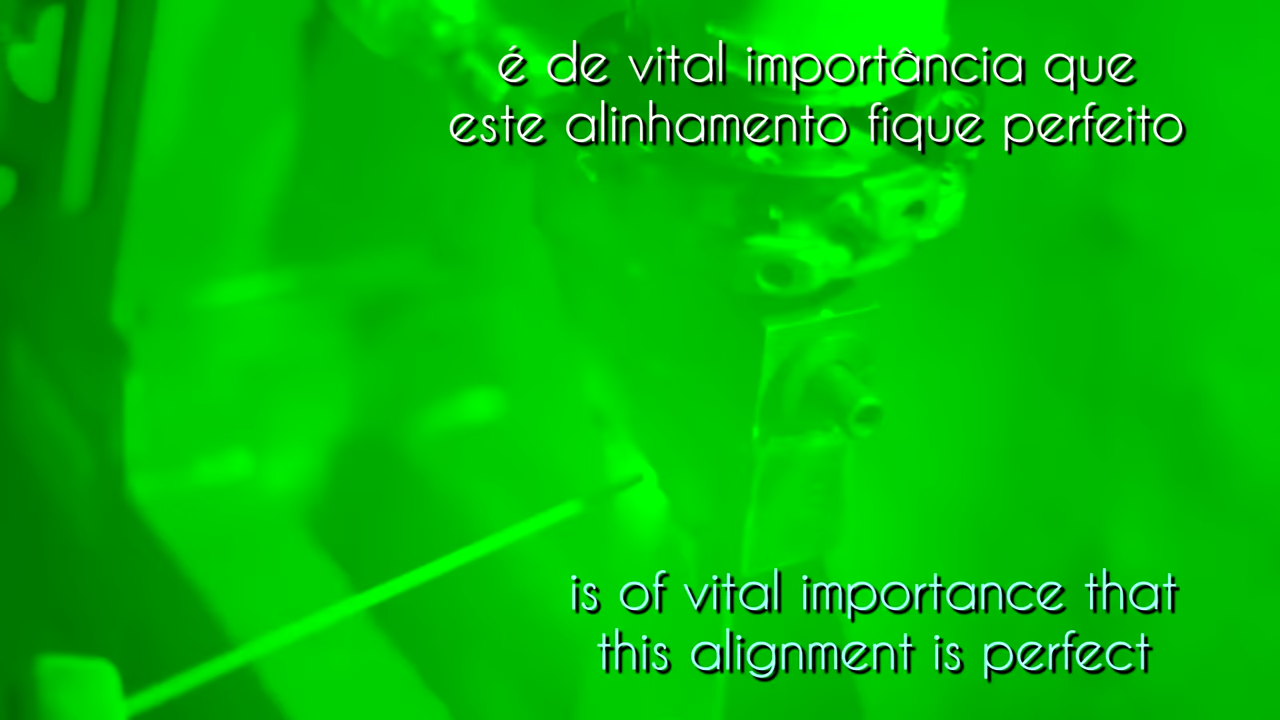 é de vital importância que
este alinhamento fique perfeito
is of vital importance that
this alignment is perfect